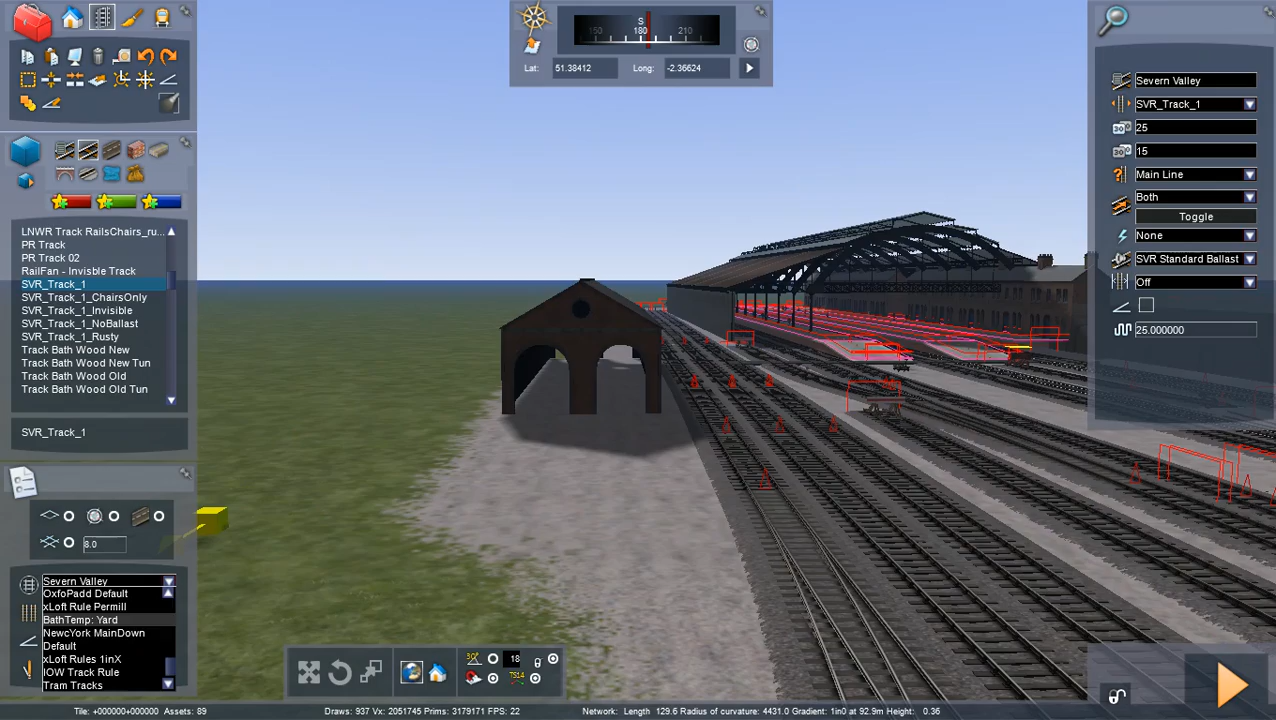 150 S 180 210
Lat: 51.38412 Long: -2.36624
LNWR Track RailsChairs_ru...
PR Track
PR Track 02
RailFan - Invisble Track
SVR_Track_1
SVR_Track_1_ChairsOnly
SVR_Track_1_Invisible
SVR_Track_1_NoBallast
SVR_Track_1_Rusty
Track Bath Wood New
Track Bath Wood New Tun
Track Bath Wood Old
Track Bath Wood Old Tun
SVR_Track_1
8.0
Severn Valley
OxfoPadd Default
xLoft Rule Permill
BathTemp: Yard
NewcYork MainDown
Default
xLoft Rules 1inX
IOW Track Rule
Tram Tracks
Severn Valley
SVR_Track_1
25
15
Main Line
Both
Toggle
None
SVR Standard Ballast
Off
25.000000
18
TS14
Tile: +000000+000000 Assets: 89
Draws: 937 Vx: 2051745 Prims: 3179171 FPS: 22
Network: Length 129.6 Radius of curvature: 4431.0 Gradient: 1in0 at 92.9m Height: 0.36